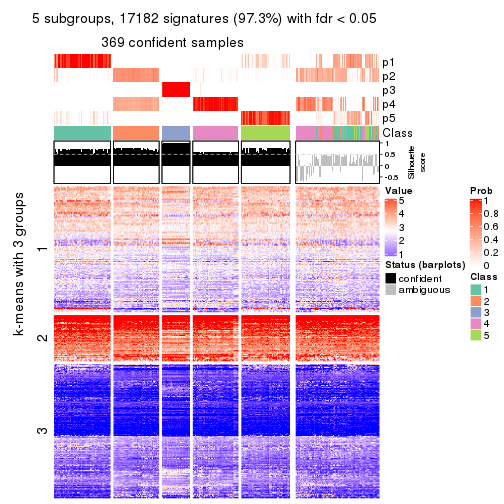 5 subgroups, 17182 signatures (97.3%) with fdr < 0.05
369 confident samples
p1
p2
p3
p4
p5
Class
1
0.5
0
-0.5
Silhouette
score
k-means with 3 groups
1
2
3
Value
5
4
3
2
1
Status (barplots)
confident
ambiguous
Prob
1
0.8
0.6
0.4
0.2
0
Class
1
2
3
4
5